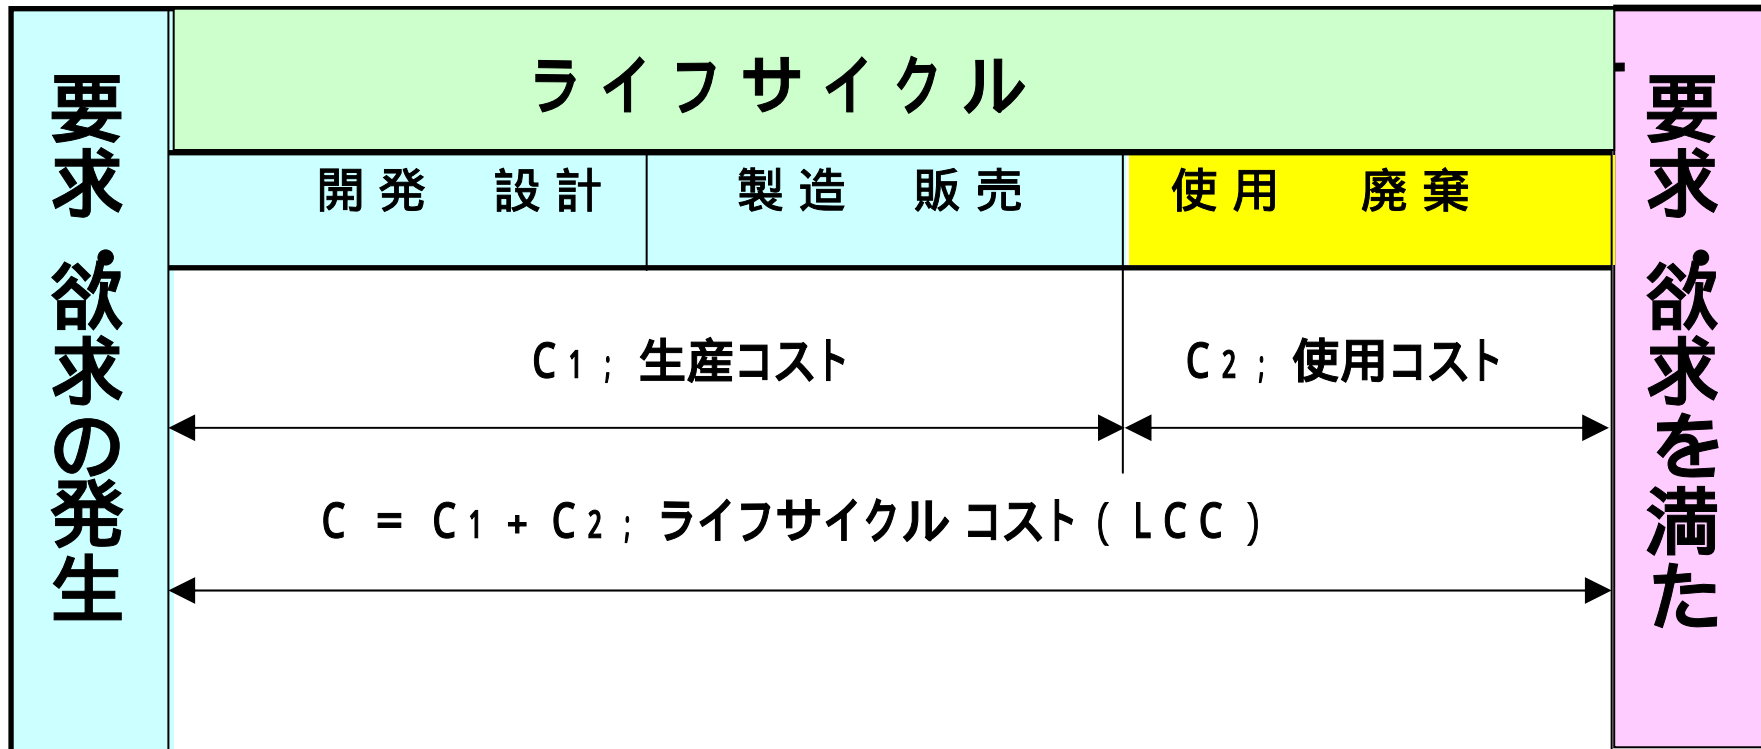 要求・欲求の発生
ライフサイクル
開発 設計 製造 販売 使用 廃棄
C1;生産コスト C2;使用コスト
C = C1 + C2;ライフサイクル コスト(LCC)
要求・欲求を満た